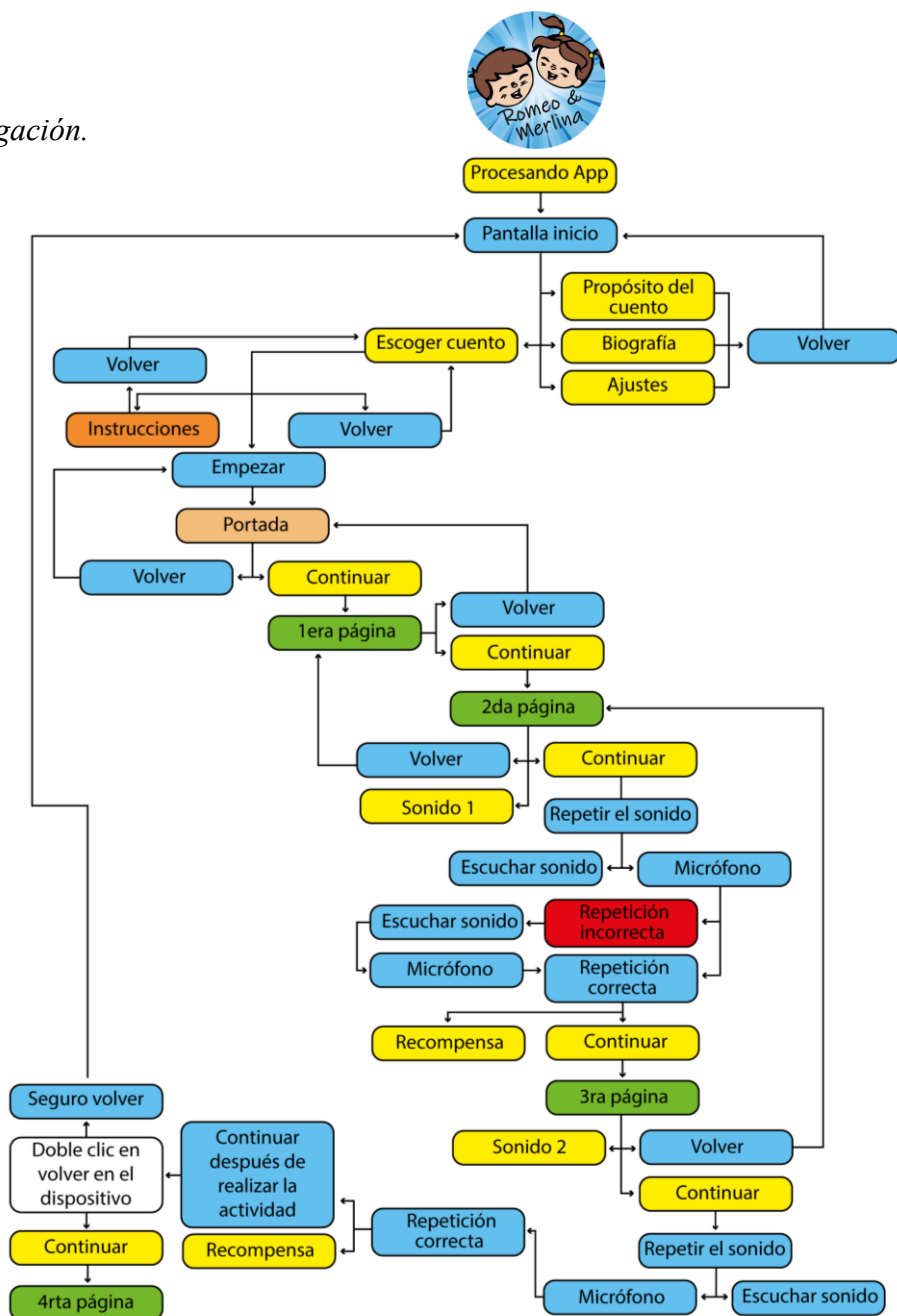 Romeo &
Merlina
gación.
Procesando App
Pantalla inicio
Propósito del
cuento
Escoger cuento
Biografía
Volver
Volver
Ajustes
Instrucciones
Volver
Empezar
Portada
Volver
Continuar
Volver
1era página
Continuar
2da página
Volver
Continuar
Sonido 1
Repetir el sonido
Escuchar sonido
Micrófono
Escuchar sonido
Repetición
incorrecta
Micrófono
Repetición
correcta
Recompensa
Continuar
3ra página
Seguro volver
Sonido 2
Volver
Doble clic en
volver en el
dispositivo
Continuar
después de
realizar la
actividad
Continuar
Repetición
correcta
Continuar
Recompensa
Repetir el sonido
4rta página
Micrófono
Escuchar sonido